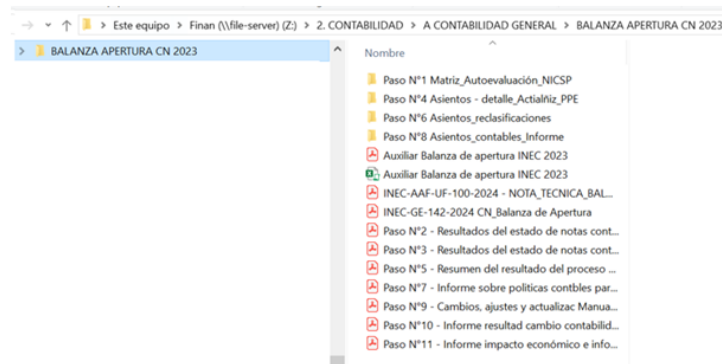 Este equipo > Finan (\\file-server) (Z:) > 2. CONTABILIDAD > A CONTABILIDAD GENERAL > BALANZA APERTURA CN 2023
BALANZA APERTURA CN 2023
Nombre
Paso N°1 Matriz_Autoevaluación_NICSP
Paso N°4 Asientos - detalle_Actialñiz_PPE
Paso N°6 Asientos_reclasificaciones
Paso N°8 Asientos_contables_Informe
Auxiliar Balanza de apertura INEC 2023
Auxiliar Balanza de apertura INEC 2023
INEC-AAF-UF-100-2024 - NOTA_TECNICA_BAL...
INEC-GE-142-2024 CN_Balanza de Apertura
Paso N°2 - Resultados del estado de notas cont...
Paso N°3 - Resultados del estado de notas cont...
Paso N°5 - Resumen del resultado del proceso ...
Paso N°7 - Informe sobre politicas contbles par...
Paso N°9 - Cambios, ajustes y actualizac Manua...
Paso N°10 - Informe resultad cambio contabilid...
Paso N°11 - Informe impacto económico e info...